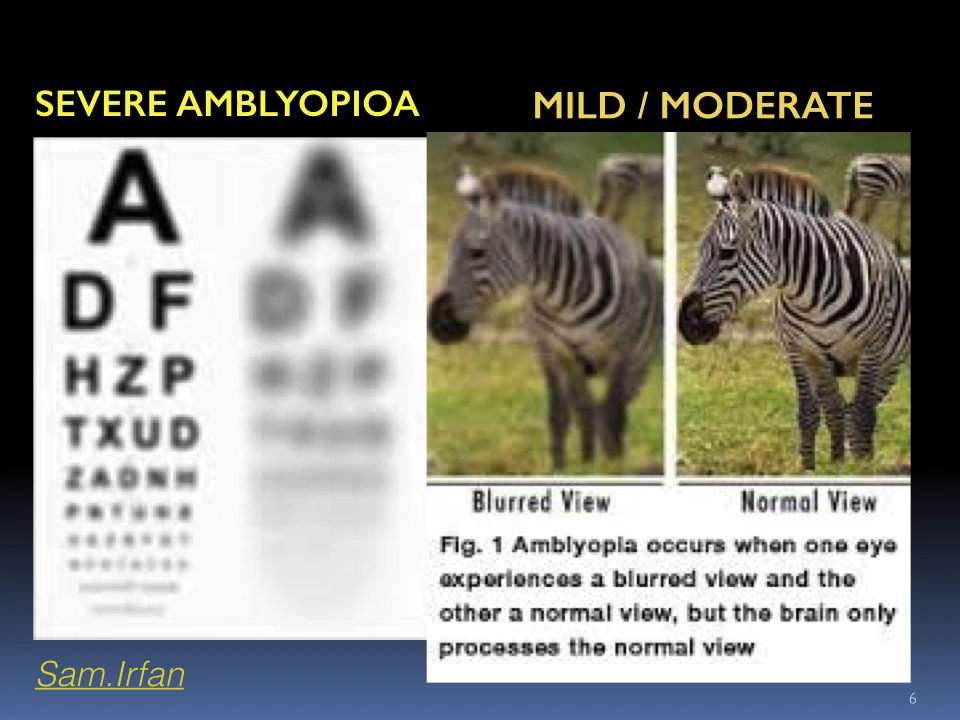 SEVERE AMBLYOPIOA
MILD / MODERATE
A
D F
H Z P
T X U D
Z A D N H
Blurred View
Normal View
Fig. 1 Amblyopia occurs when one eye
experiences a blurred view and the
other a normal view, but the brain only
processes the normal view
Sam.Irfan
6